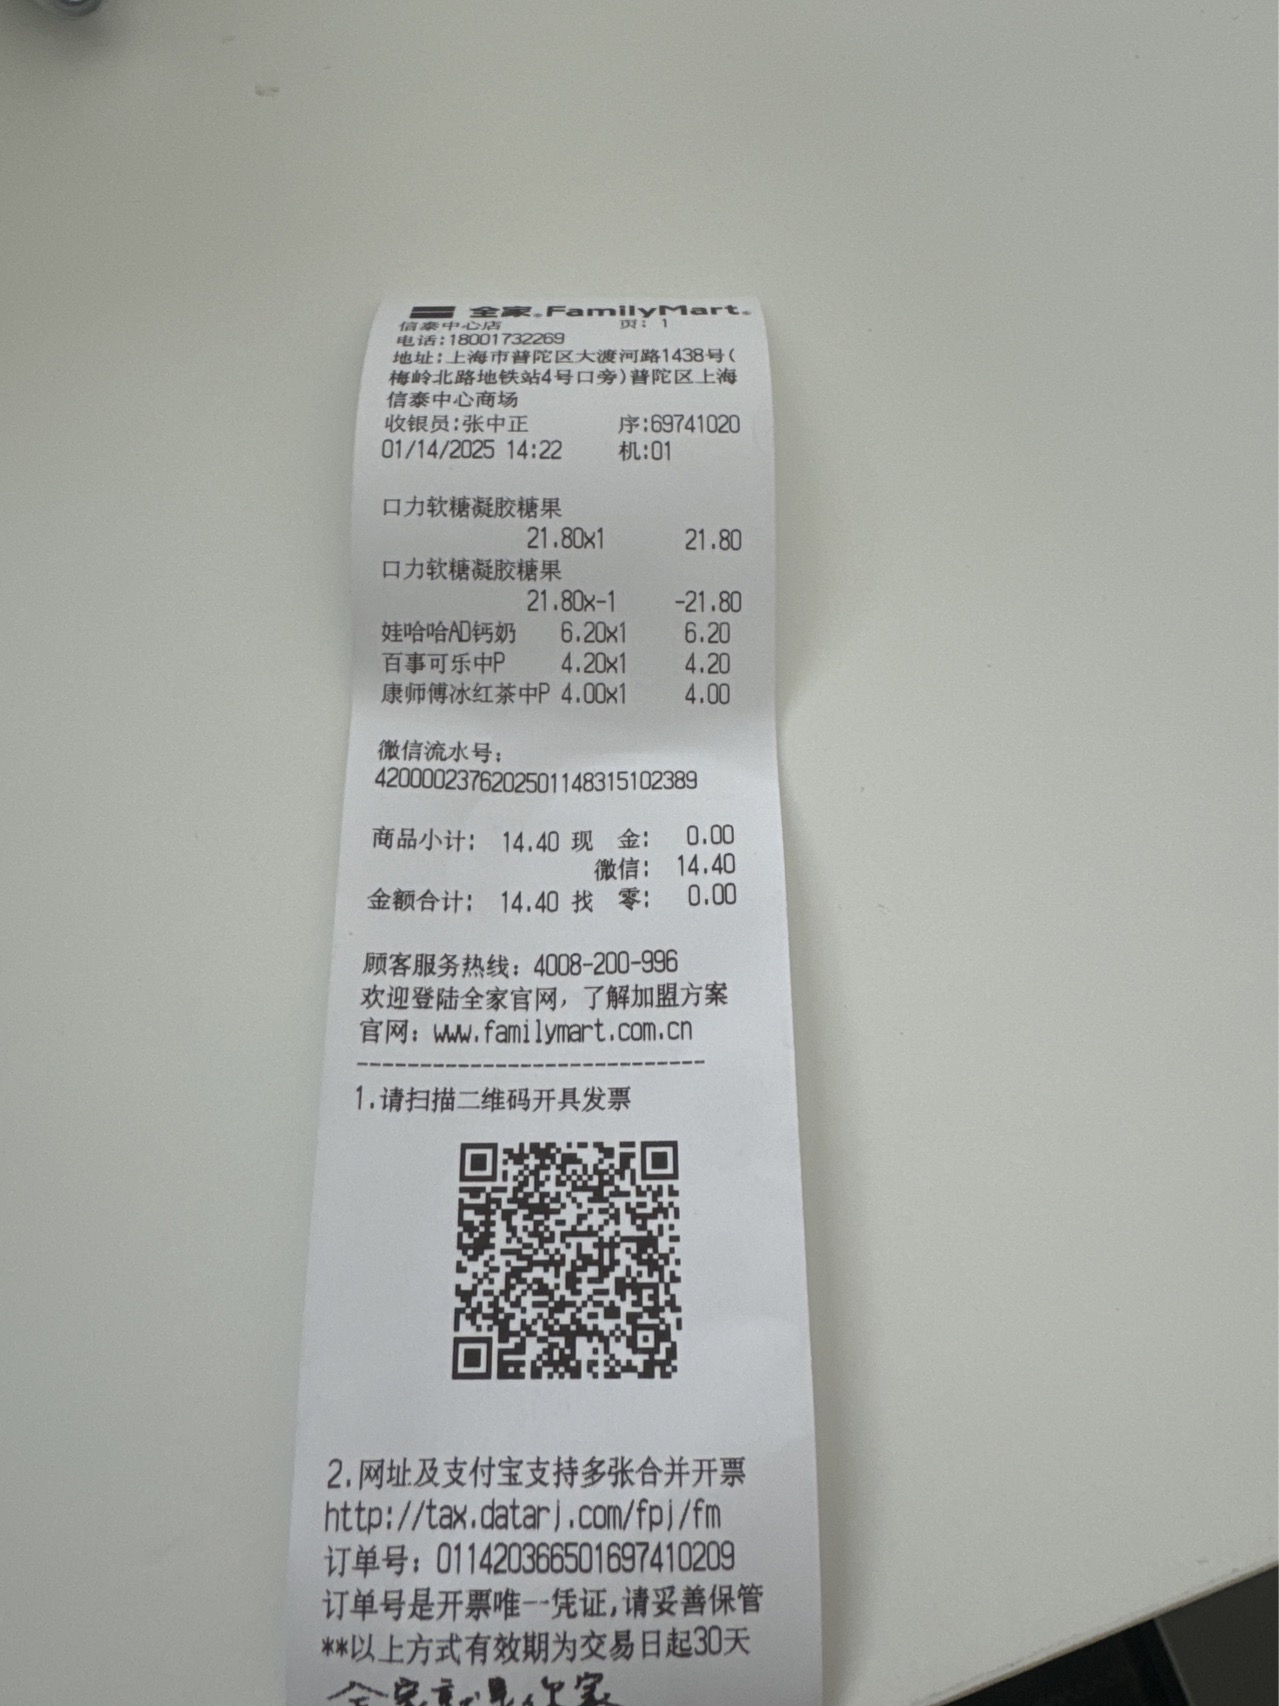 全家®FamilyMart®
信泰中心店 页: 1
电话:18001732269
地址:上海市普陀区大渡河路1438号(
梅岭北路地铁站4号口旁)普陀区上海
信泰中心商场
收银员:张中正 序:69741020
01/14/2025 14:22 机:01
口力软糖凝胶糖果
21.80x1 21.80
口力软糖凝胶糖果
21.80x-1 -21.80
娃哈哈AD钙奶 6.20x1 6.20
百事可乐中P 4.20x1 4.20
康师傅冰红茶中P 4.00x1 4.00
微信流水号:
4200002376202501148315102389
商品小计: 14.40 现 金: 0.00
微信: 14.40
金额合计: 14.40 找 零: 0.00
顾客服务热线: 4008-200-996
欢迎登陆全家官网，了解加盟方案
官网: www.familymart.com.cn
---------------------------
1.请扫描二维码开具发票
2.网址及支付宝支持多张合并开票
http://tax.datarj.com/fpj/fm
订单号: 011420366501697410209
订单号是开票唯一凭证,请妥善保管
**以上方式有效期为交易日起30天
全家就是你家